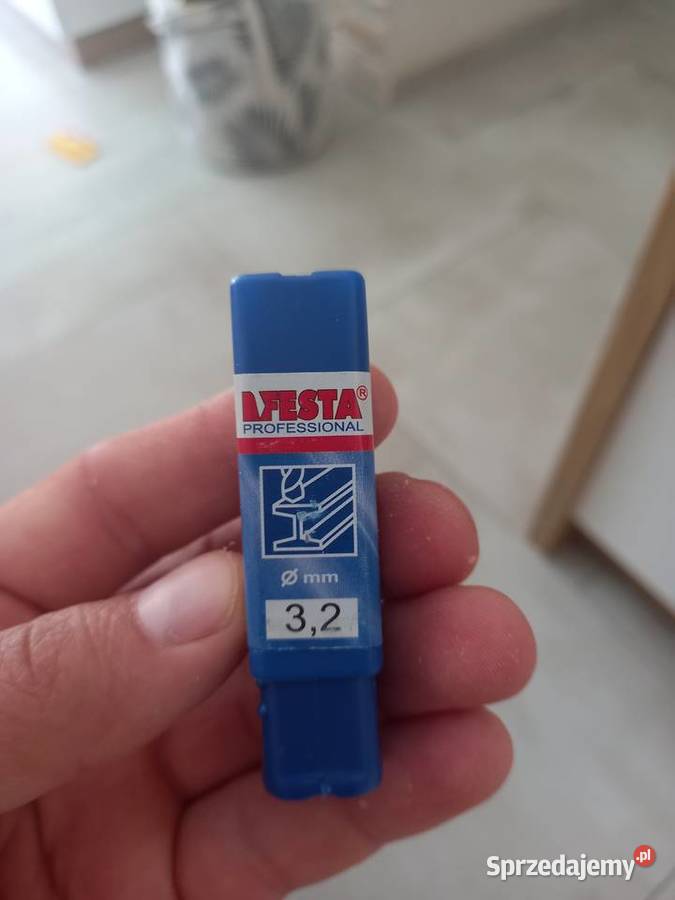 FESTA®
PROFESSIONAL
Ø mm
3,2
Sprzedajemy.pl